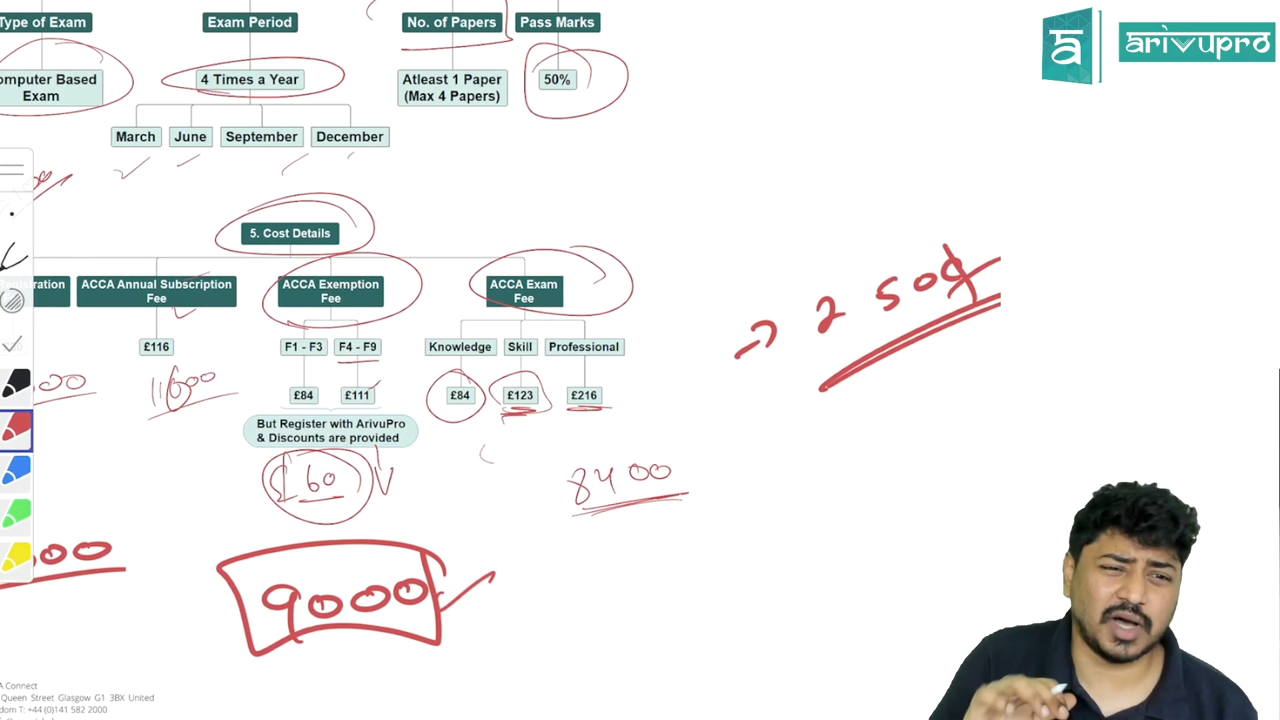 Type of Exam
Exam Period
No. of Papers
Pass Marks
arivupro
omputer Based
Exam
4 Times a Year
Atleast 1 Paper
(Max 4 Papers)
50%
March
June
September
December
5. Cost Details
Registration
ACCA Annual Subscription
Fee
ACCA Exemption
Fee
ACCA Exam
Fee
2 500
£116
F1 - F3
F4 - F9
Knowledge
Skill
Professional
11600
£84
£111
£84
£123
£216
But Register with ArivuPro
& Discounts are provided
£ 60
8400
9000
A Connect
Queen Street Glasgow G1 3BX United
dom T: +44 (0)141 582 2000